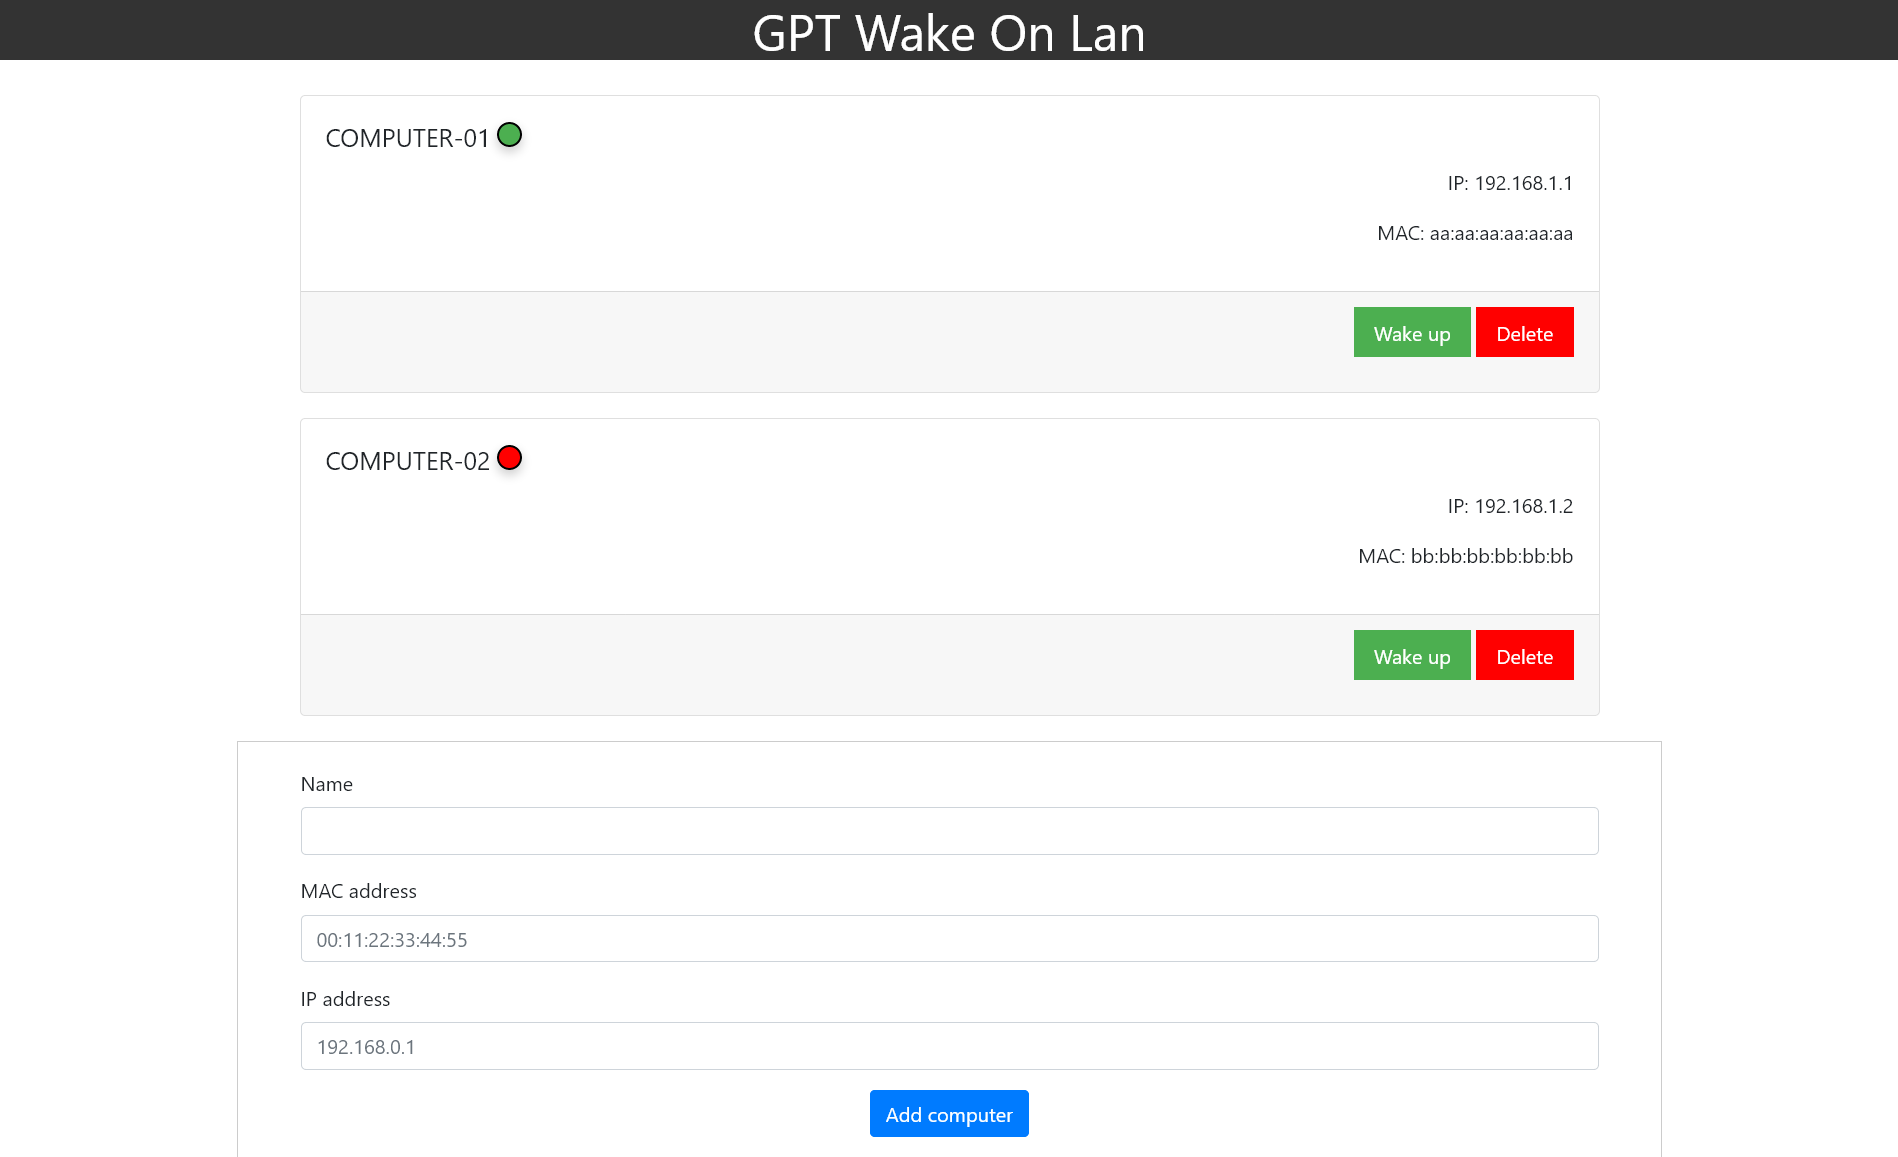 GPT Wake On Lan
COMPUTER-01
IP: 192.168.1.1
MAC: aa:aa:aa:aa:aa:aa
Wake up Delete
COMPUTER-02
IP: 192.168.1.2
MAC: bb:bb:bb:bb:bb:bb
Wake up Delete
Name
MAC address
00:11:22:33:44:55
IP address
192.168.0.1
Add computer